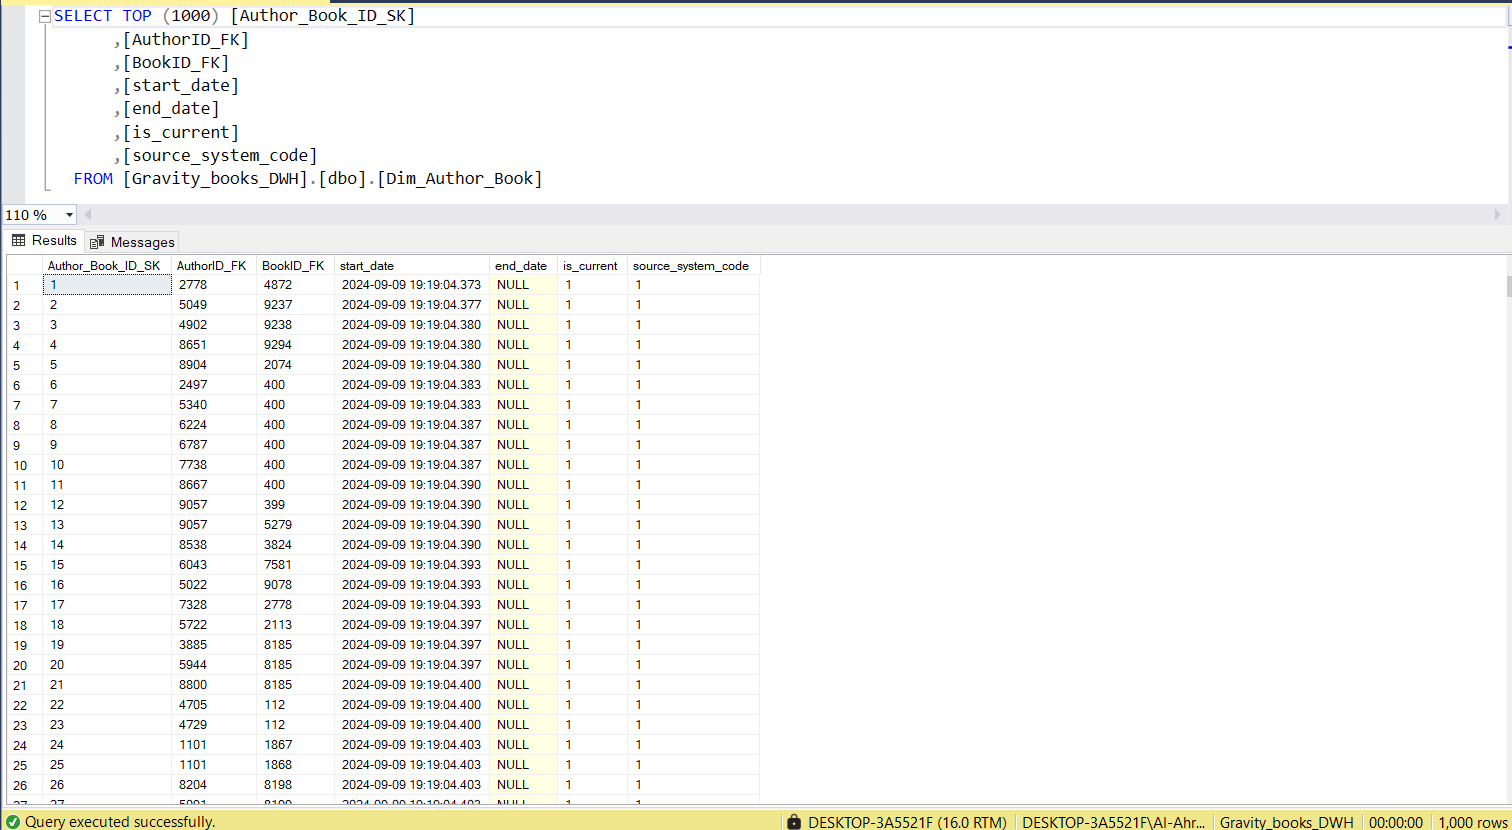 SELECT TOP (1000) [Author_Book_ID_SK]
,[AuthorID_FK]
,[BookID_FK]
,[start_date]
,[end_date]
,[is_current]
,[source_system_code]
FROM [Gravity_books_DWH].[dbo].[Dim_Author_Book]
110 %
Results Messages
Author_Book_ID_SK AuthorID_FK BookID_FK start_date end_date is_current source_system_code
1 1 2778 4872 2024-09-09 19:19:04.373 NULL 1 1
2 2 5049 9237 2024-09-09 19:19:04.377 NULL 1 1
3 3 4902 9238 2024-09-09 19:19:04.380 NULL 1 1
4 4 8651 9294 2024-09-09 19:19:04.380 NULL 1 1
5 5 8904 2074 2024-09-09 19:19:04.380 NULL 1 1
6 6 2497 400 2024-09-09 19:19:04.383 NULL 1 1
7 7 5340 400 2024-09-09 19:19:04.383 NULL 1 1
8 8 6224 400 2024-09-09 19:19:04.387 NULL 1 1
9 9 6787 400 2024-09-09 19:19:04.387 NULL 1 1
10 10 7738 400 2024-09-09 19:19:04.387 NULL 1 1
11 11 8667 400 2024-09-09 19:19:04.390 NULL 1 1
12 12 9057 399 2024-09-09 19:19:04.390 NULL 1 1
13 13 9057 5279 2024-09-09 19:19:04.390 NULL 1 1
14 14 8538 3824 2024-09-09 19:19:04.390 NULL 1 1
15 15 6043 7581 2024-09-09 19:19:04.393 NULL 1 1
16 16 5022 9078 2024-09-09 19:19:04.393 NULL 1 1
17 17 7328 2778 2024-09-09 19:19:04.393 NULL 1 1
18 18 5722 2113 2024-09-09 19:19:04.397 NULL 1 1
19 19 3885 8185 2024-09-09 19:19:04.397 NULL 1 1
20 20 5944 8185 2024-09-09 19:19:04.397 NULL 1 1
21 21 8800 8185 2024-09-09 19:19:04.400 NULL 1 1
22 22 4705 112 2024-09-09 19:19:04.400 NULL 1 1
23 23 4729 112 2024-09-09 19:19:04.400 NULL 1 1
24 24 1101 1867 2024-09-09 19:19:04.403 NULL 1 1
25 25 1101 1868 2024-09-09 19:19:04.403 NULL 1 1
26 26 8204 8198 2024-09-09 19:19:04.403 NULL 1 1
Query executed successfully. DESKTOP-3A5521F (16.0 RTM) DESKTOP-3A5521F\Al-Ahr... Gravity_books_DWH 00:00:00 1,000 rows